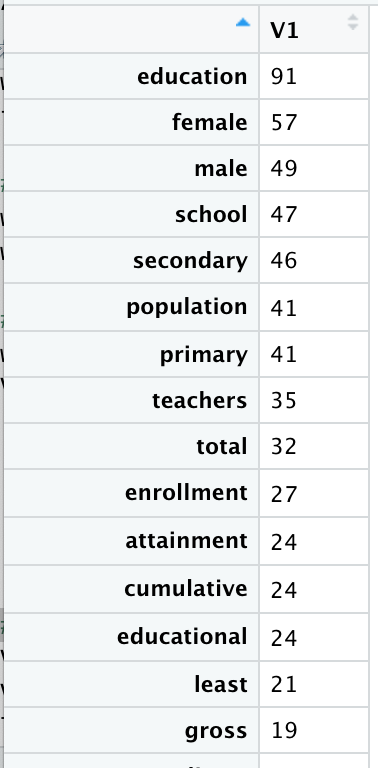 V1
education 91
female 57
male 49
school 47
secondary 46
population 41
primary 41
teachers 35
total 32
enrollment 27
attainment 24
cumulative 24
educational 24
least 21
gross 19